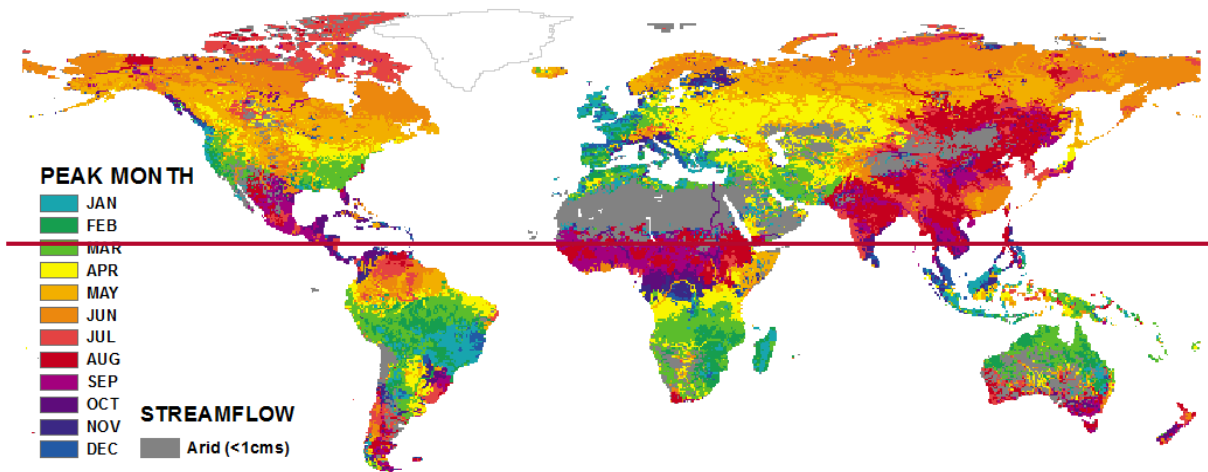 PEAK MONTH
JAN
FEB
MAR
APR
MAY
JUN
JUL
AUG
SEP
OCT
NOV
DEC
STREAMFLOW
Arid (<1cms)